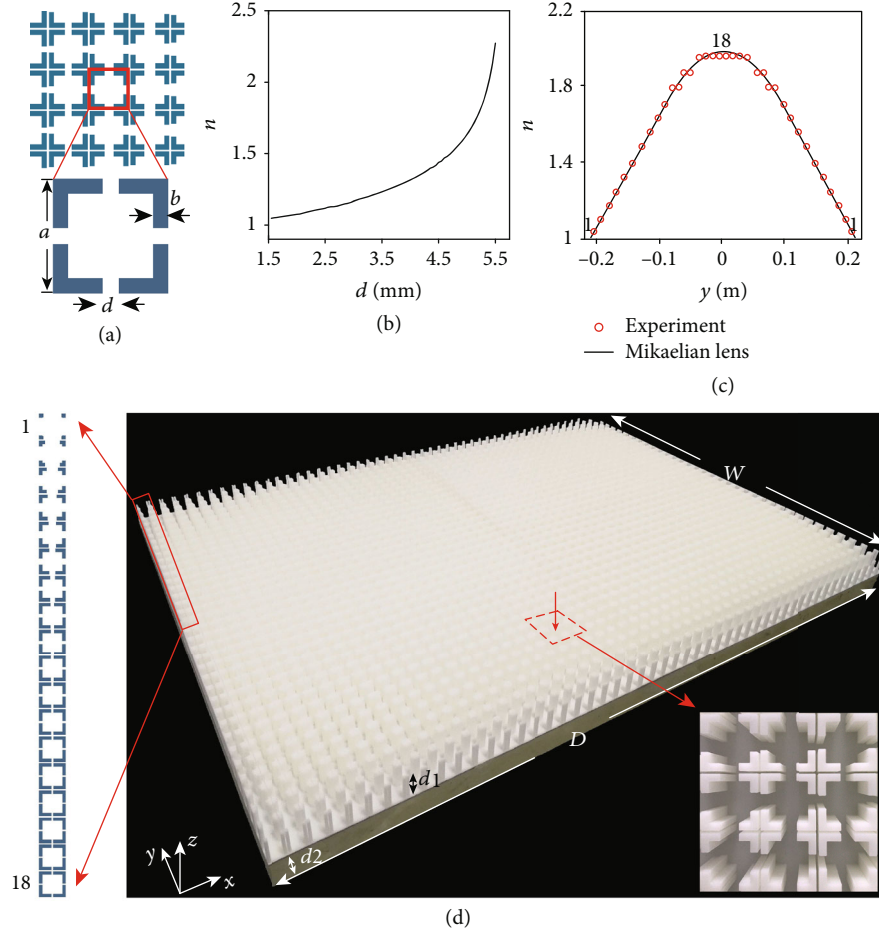 a
b
d
(a)
2.5
2
1.5
1
n
1.5
2.5
3.5
4.5
5.5
d (mm)
(b)
2.2
1.8
1.4
1
n
18
1
1
−0.2
−0.1
0
0.1
0.2
y (m)
Experiment
Mikaelian lens
(c)
1
18
W
D
d1
d2
y
z
x
(d)